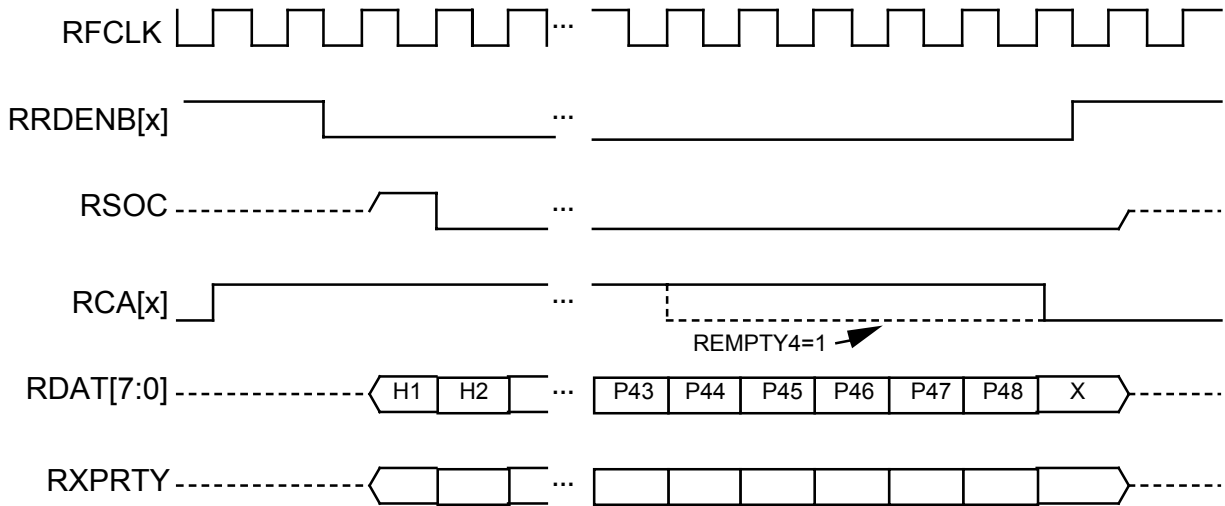 RFCLK ...
RRDENB[x] ...
RSOC ...
RCA[x] ...
REMPTY4=1
RDAT[7:0] H1 H2 ... P43 P44 P45 P46 P47 P48 X
RXPRTY ...